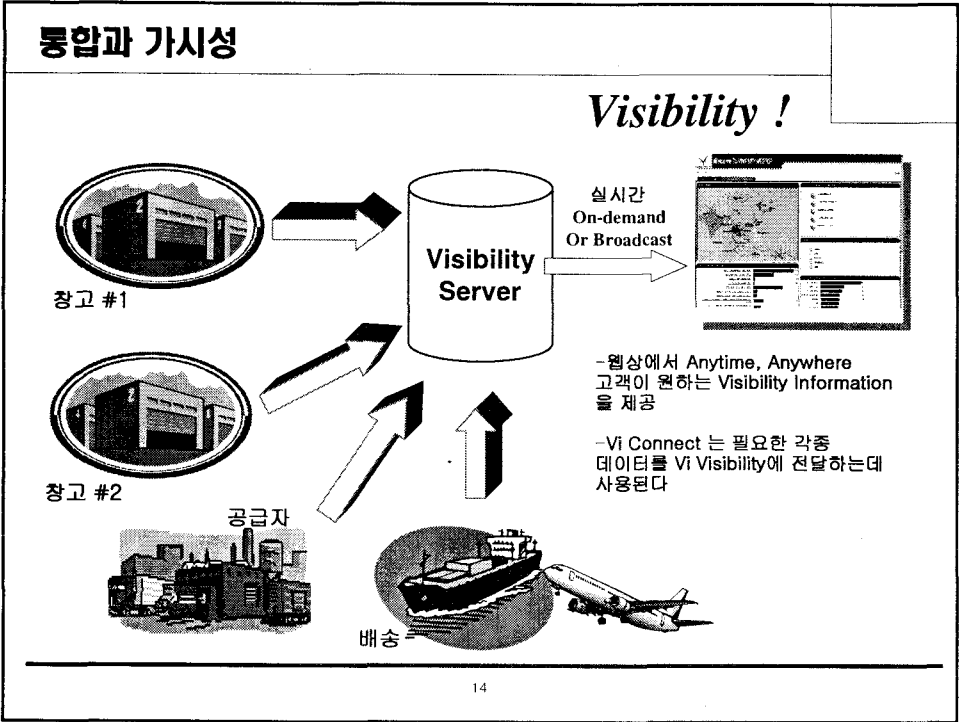 통합과 가시성
Visibility !
실시간
On-demand
Or Broadcast
Visibility
Server
창고 #1
-웹상에서 Anytime, Anywhere
고객이 원하는 Visibility Information
을 제공
-Vi Connect 는 필요한 각종
데이터를 Vi Visibility에 전달하는데
사용된다
창고 #2
공급자
배송
14